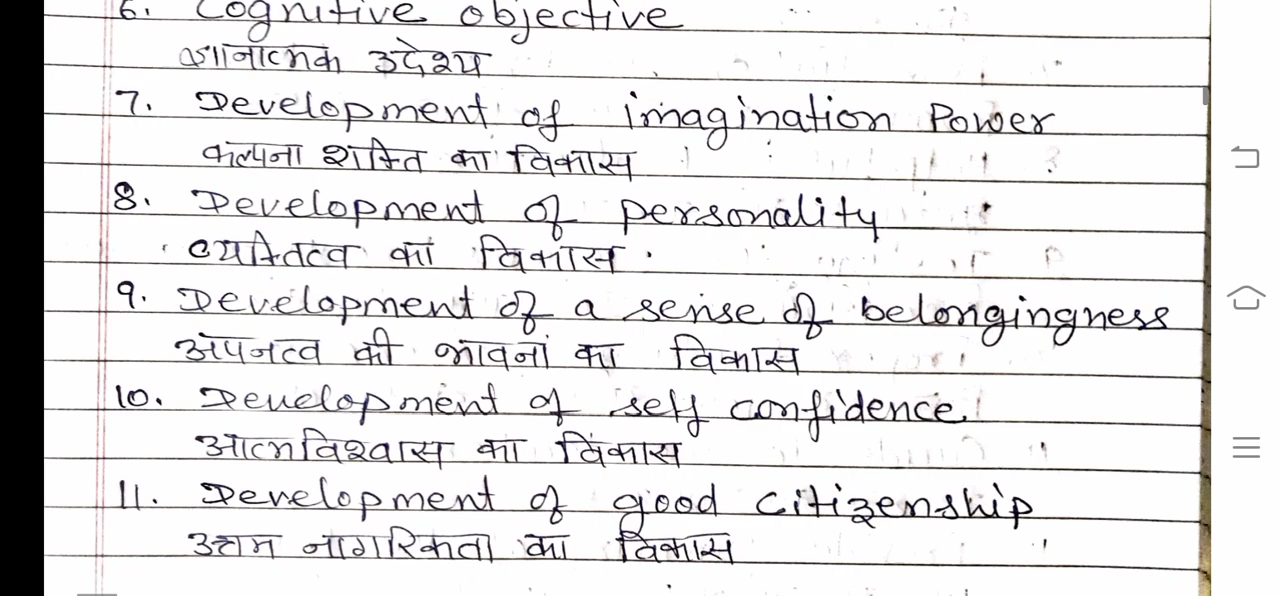 6. Cognitive objective
ज्ञानात्मक उदेश्य
7. Development of imagination Power
कल्पना शक्ति का विकास
8. Development of personality
व्यक्तित्व का विकास
9. Development of a sense of belongingness
अपनत्व की भावना का विकास
10. Development of self confidence
आत्मविश्वास का विकास
11. Development of good citizenship
उत्तम नागरिकता का विकास